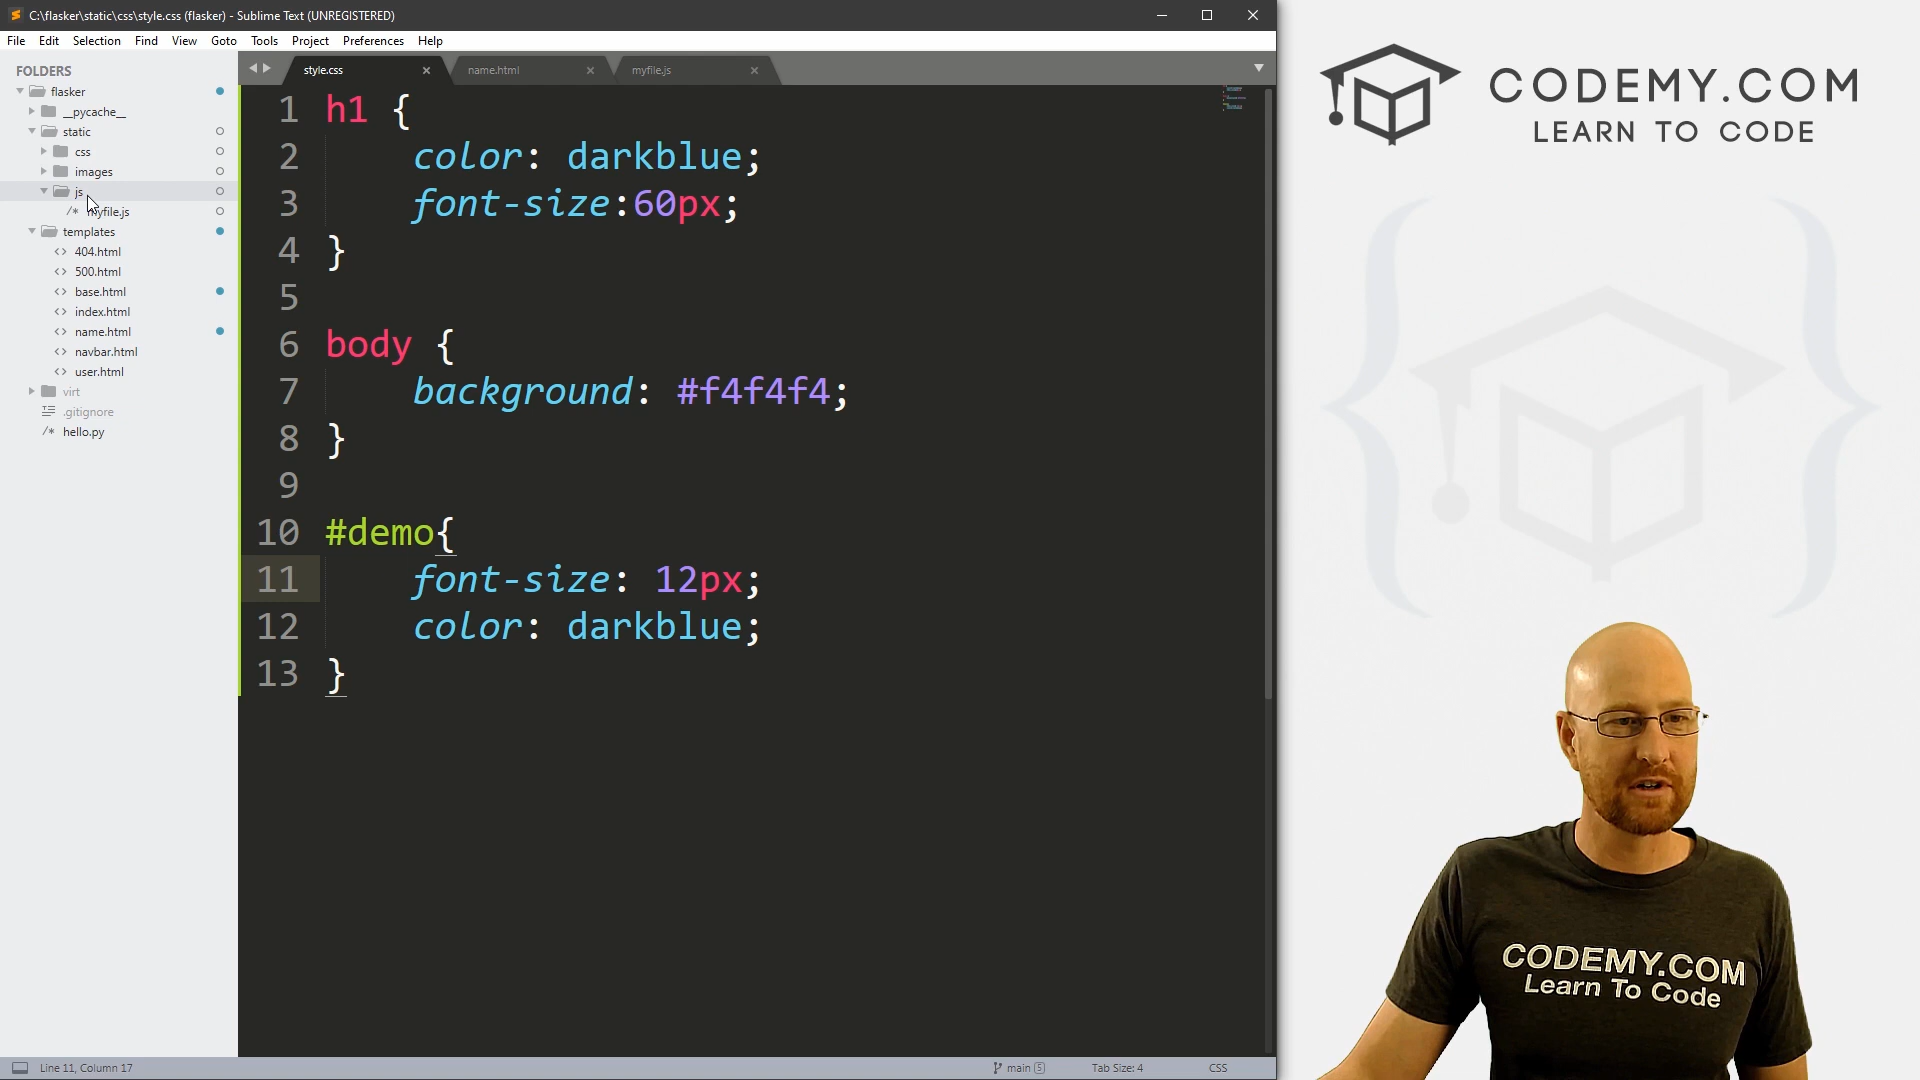 C:\flasker\static\css\style.css (flasker) - Sublime Text (UNREGISTERED)
File Edit Selection Find View Goto Tools Project Preferences Help
FOLDERS
flasker
__pycache__
static
css
images
js
myfile.js
templates
404.html
500.html
base.html
index.html
name.html
navbar.html
user.html
virt
.gitignore
hello.py
style.css name.html myfile.js
1 h1 {
2 color: darkblue;
3 font-size:60px;
4 }
5
6 body {
7 background: #f4f4f4;
8 }
9
10 #demo{
11 font-size: 12px;
12 color: darkblue;
13 }
Line 11, Column 17 main 5 Tab Size: 4 CSS
CODEMY.COM
LEARN TO CODE
CODEMY.COM
Learn To Code